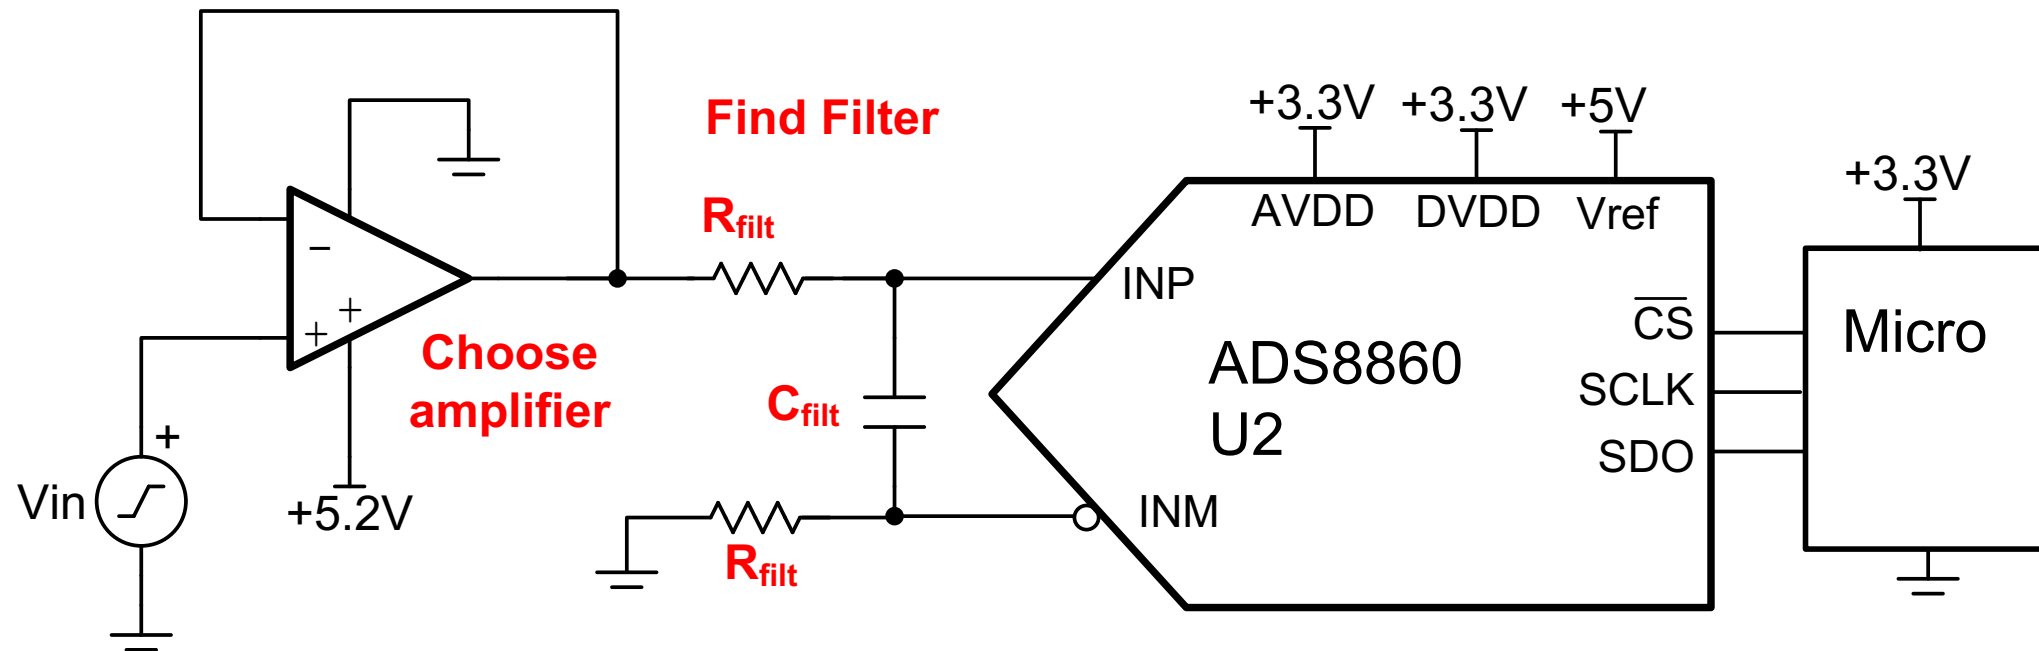 Find Filter
+3.3V +3.3V +5V
+3.3V
AVDD DVDD Vref
Rfilt
−
+
+
INP
CS
Micro
Choose
amplifier
ADS8860
U2
SCLK
Cfilt
+
SDO
Vin
+5.2V
INM
Rfilt